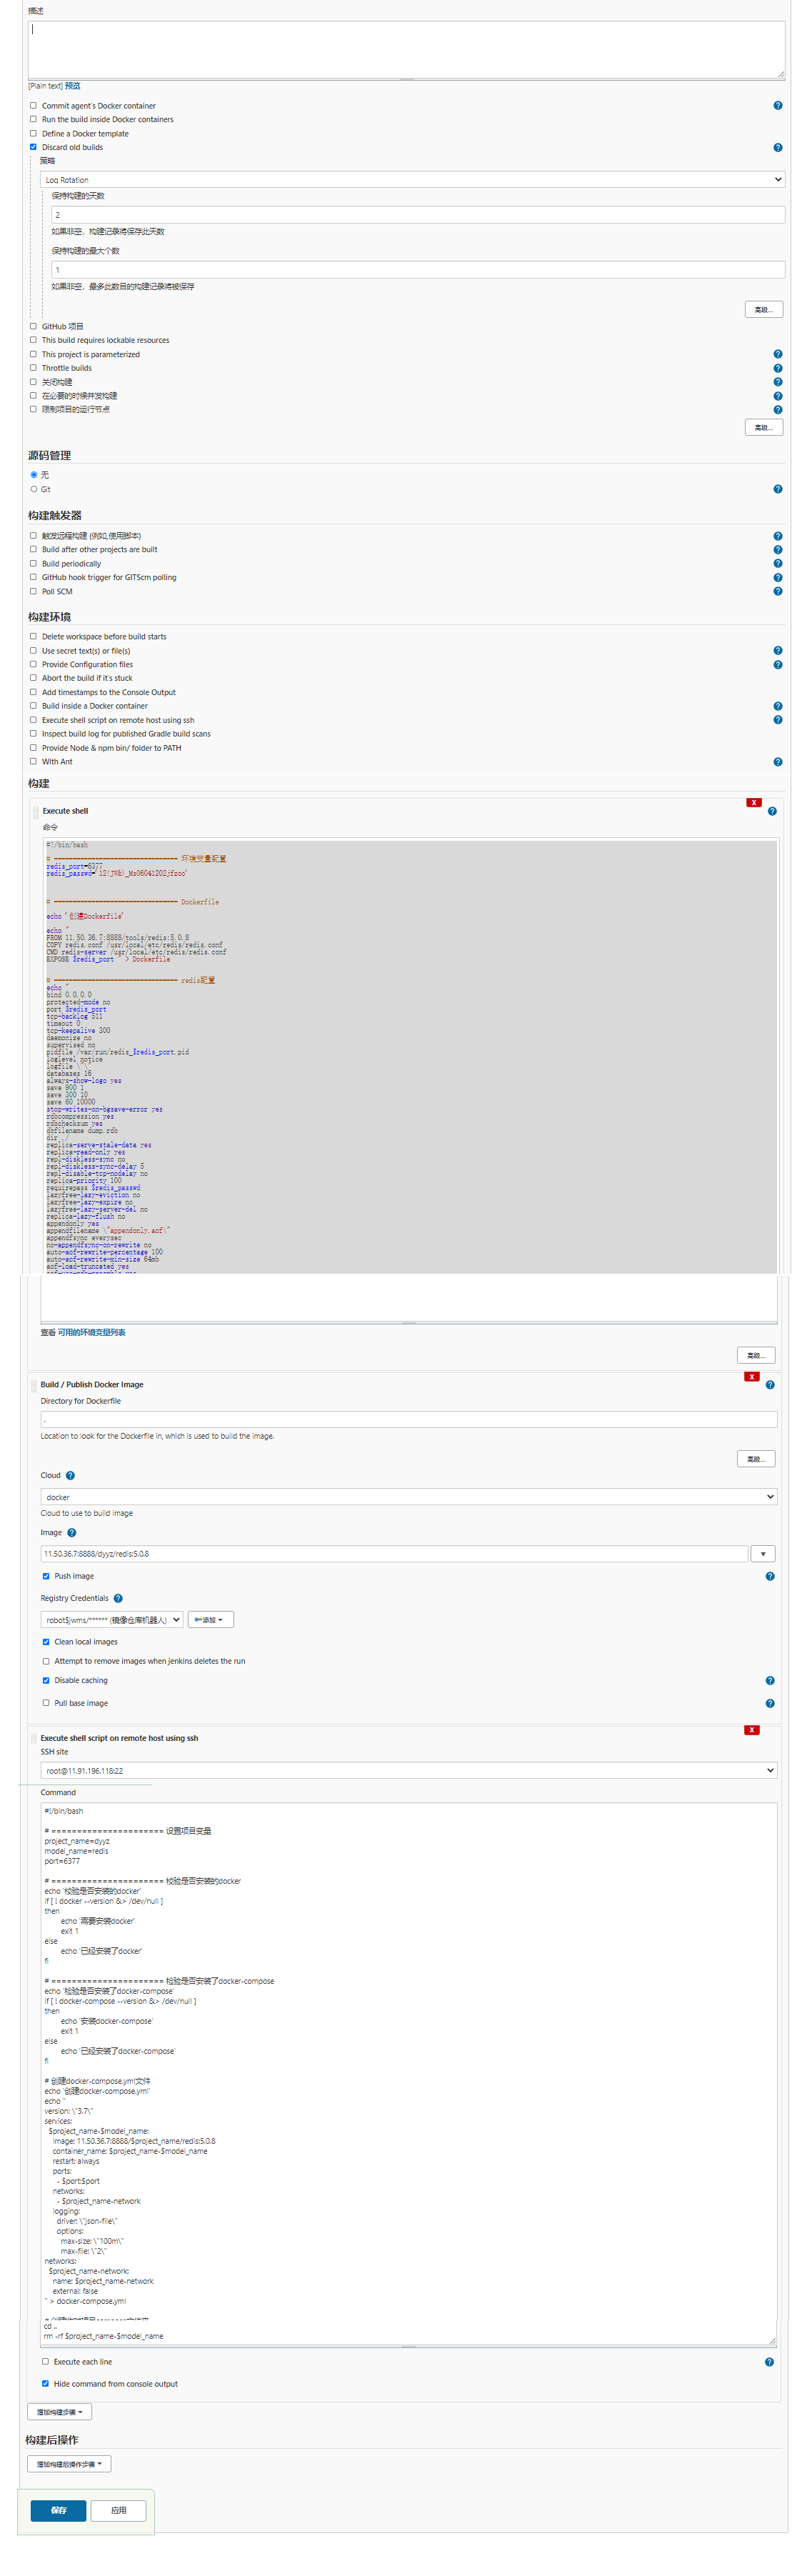 描述
[Plain text] 预览
Commit agent's Docker container
Run the build inside Docker containers
Define a Docker template
Discard old builds
策略
Log Rotation
保持构建的天数
2
如果非空，构建记录将保存此天数
保持构建的最大个数
1
如果非空，最多此数目的构建记录将被保存
高级...
GitHub 项目
This build requires lockable resources
This project is parameterized
Throttle builds
关闭构建
在必要的时候并发构建
限制项目的运行节点
高级...
源码管理
无
Git
构建触发器
触发远程构建 (例如,使用脚本)
Build after other projects are built
Build periodically
GitHub hook trigger for GITScm polling
Poll SCM
构建环境
Delete workspace before build starts
Use secret text(s) or file(s)
Provide Configuration files
Abort the build if it's stuck
Add timestamps to the Console Output
Build inside a Docker container
Execute shell script on remote host using ssh
Inspect build log for published Gradle build scans
Provide Node & npm bin/ folder to PATH
With Ant
构建
X
Execute shell
命令
#!/bin/bash
# ================================ 环境变量配置
redis_port=6377
# ================================ Dockerfile
echo '创建Dockerfile'
echo "
FROM 11.50.36.7:8888/tools/redis:5.0.8
COPY redis.conf /usr/local/etc/redis/redis.conf
CMD redis-server /usr/local/etc/redis/redis.conf
EXPOSE $redis_port " > Dockerfile
# ================================ redis配置
echo "
bind 0.0.0.0
protected-mode no
port $redis_port
tcp-backlog 511
timeout 0
tcp-keepalive 300
daemonize no
supervised no
pidfile /var/run/redis_$redis_port.pid
loglevel notice
logfile \"\"
databases 16
always-show-logo yes
save 900 1
save 300 10
save 60 10000
stop-writes-on-bgsave-error yes
rdbcompression yes
rdbchecksum yes
dbfilename dump.rdb
dir ./
replica-serve-stale-data yes
replica-read-only yes
repl-diskless-sync no
repl-diskless-sync-delay 5
repl-disable-tcp-nodelay no
replica-priority 100
requirepass $redis_passwd
lazyfree-lazy-eviction no
lazyfree-lazy-expire no
lazyfree-lazy-server-del no
replica-lazy-flush no
appendonly yes
appendfilename \"appendonly.aof\"
appendfsync everysec
no-appendfsync-on-rewrite no
auto-aof-rewrite-percentage 100
auto-aof-rewrite-min-size 64mb
aof-load-truncated yes
查看 可用的环境变量列表
高级...
X
Build / Publish Docker Image
Directory for Dockerfile
.
Location to look for the Dockerfile in, which is used to build the image.
高级...
Cloud
docker
Cloud to use to build image
Image
11.50.36.7:8888/dyyz/redis:5.0.8
Push image
Registry Credentials
robot$jwms/****** (镜像仓库机器人)
添加
Clean local images
Attempt to remove images when jenkins deletes the run
Disable caching
Pull base image
X
Execute shell script on remote host using ssh
SSH site
root@11.91.196.118:22
Command
#!/bin/bash
# ====================== 设置项目变量
project_name=dyyz
model_name=redis
port=6377
# ====================== 校验是否安装的docker
echo '校验是否安装的docker'
if [ ! docker --version &> /dev/null ]
then
echo '需要安装docker'
exit 1
else
echo '已经安装了docker'
fi
# ====================== 检验是否安装了docker-compose
echo '检验是否安装了docker-compose'
if [ ! docker-compose --version &> /dev/null ]
then
echo '安装docker-compose'
exit 1
else
echo '已经安装了docker-compose'
fi
# 创建docker-compose.yml文件
echo '创建docker-compose.yml'
echo "
version: \"3.7\"
services:
$project_name-$model_name:
image: 11.50.36.7:8888/$project_name/redis:5.0.8
container_name: $project_name-$model_name
restart: always
ports:
- $port:$port
networks:
- $project_name-network
logging:
driver: \"json-file\"
options:
max-size: \"100m\"
max-file: \"2\"
networks:
$project_name-network:
name: $project_name-network
external: false
" > docker-compose.yml
cd ..
rm -rf $project_name-$model_name
Execute each line
Hide command from console output
增加构建步骤
构建后操作
增加构建后操作步骤
保存
应用